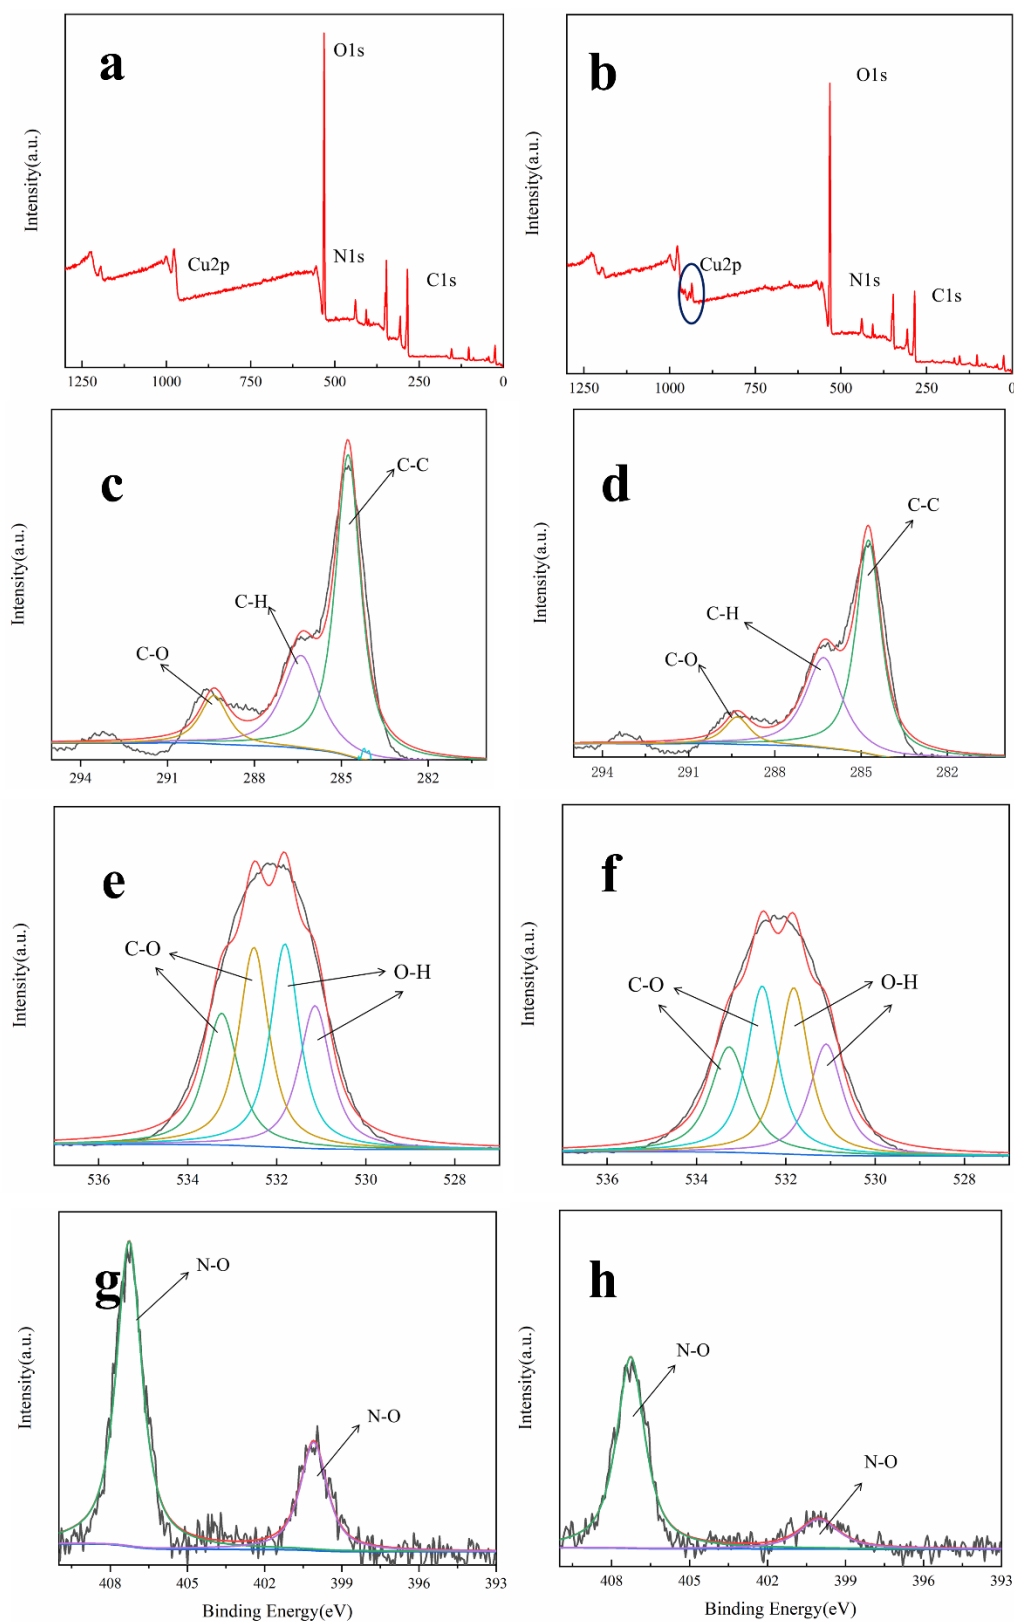 a
O1s
Cu2p
N1s
C1s
Intensity(a.u.)
1250 1000 750 500 250 0
b
O1s
Cu2p
N1s
C1s
Intensity(a.u.)
1250 1000 750 500 250 0
c
C-C
C-H
C-O
Intensity(a.u.)
294 291 288 285 282
d
C-C
C-H
C-O
Intensity(a.u.)
294 291 288 285 282
e
C-O
O-H
Intensity(a.u.)
536 534 532 530 528
f
C-O
O-H
Intensity(a.u.)
536 534 532 530 528
g
N-O
N-O
Intensity(a.u.)
408 405 402 399 396 393
Binding Energy(eV)
h
N-O
N-O
Intensity(a.u.)
408 405 402 399 396 393
Binding Energy(eV)